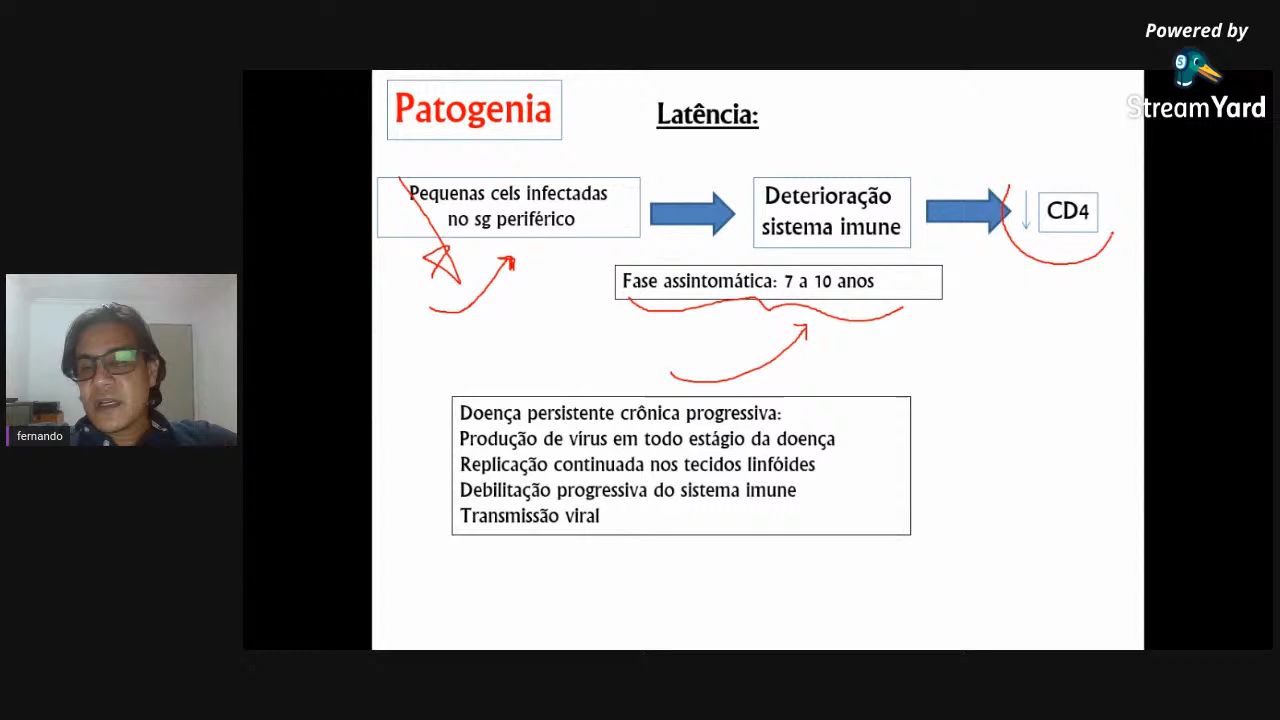 Powered by
StreamYard
Patogenia
Latência:
Pequenas cels infectadas
no sg periférico
Deterioração
sistema imune
CD4
Fase assintomática: 7 a 10 anos
Doença persistente crônica progressiva:
Produção de vírus em todo estágio da doença
Replicação continuada nos tecidos linfóides
Debilitação progressiva do sistema imune
Transmissão viral
fernando